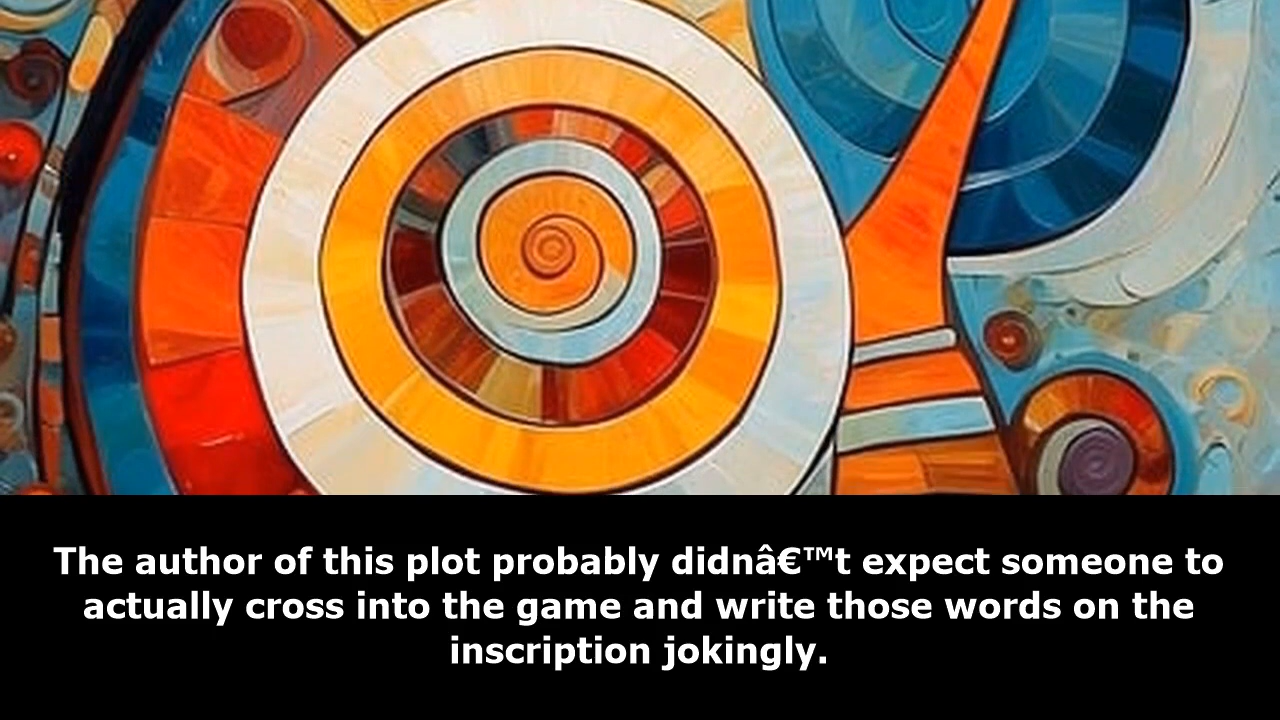 The author of this plot probably didnâ€™t expect someone to
actually cross into the game and write those words on the
inscription jokingly.